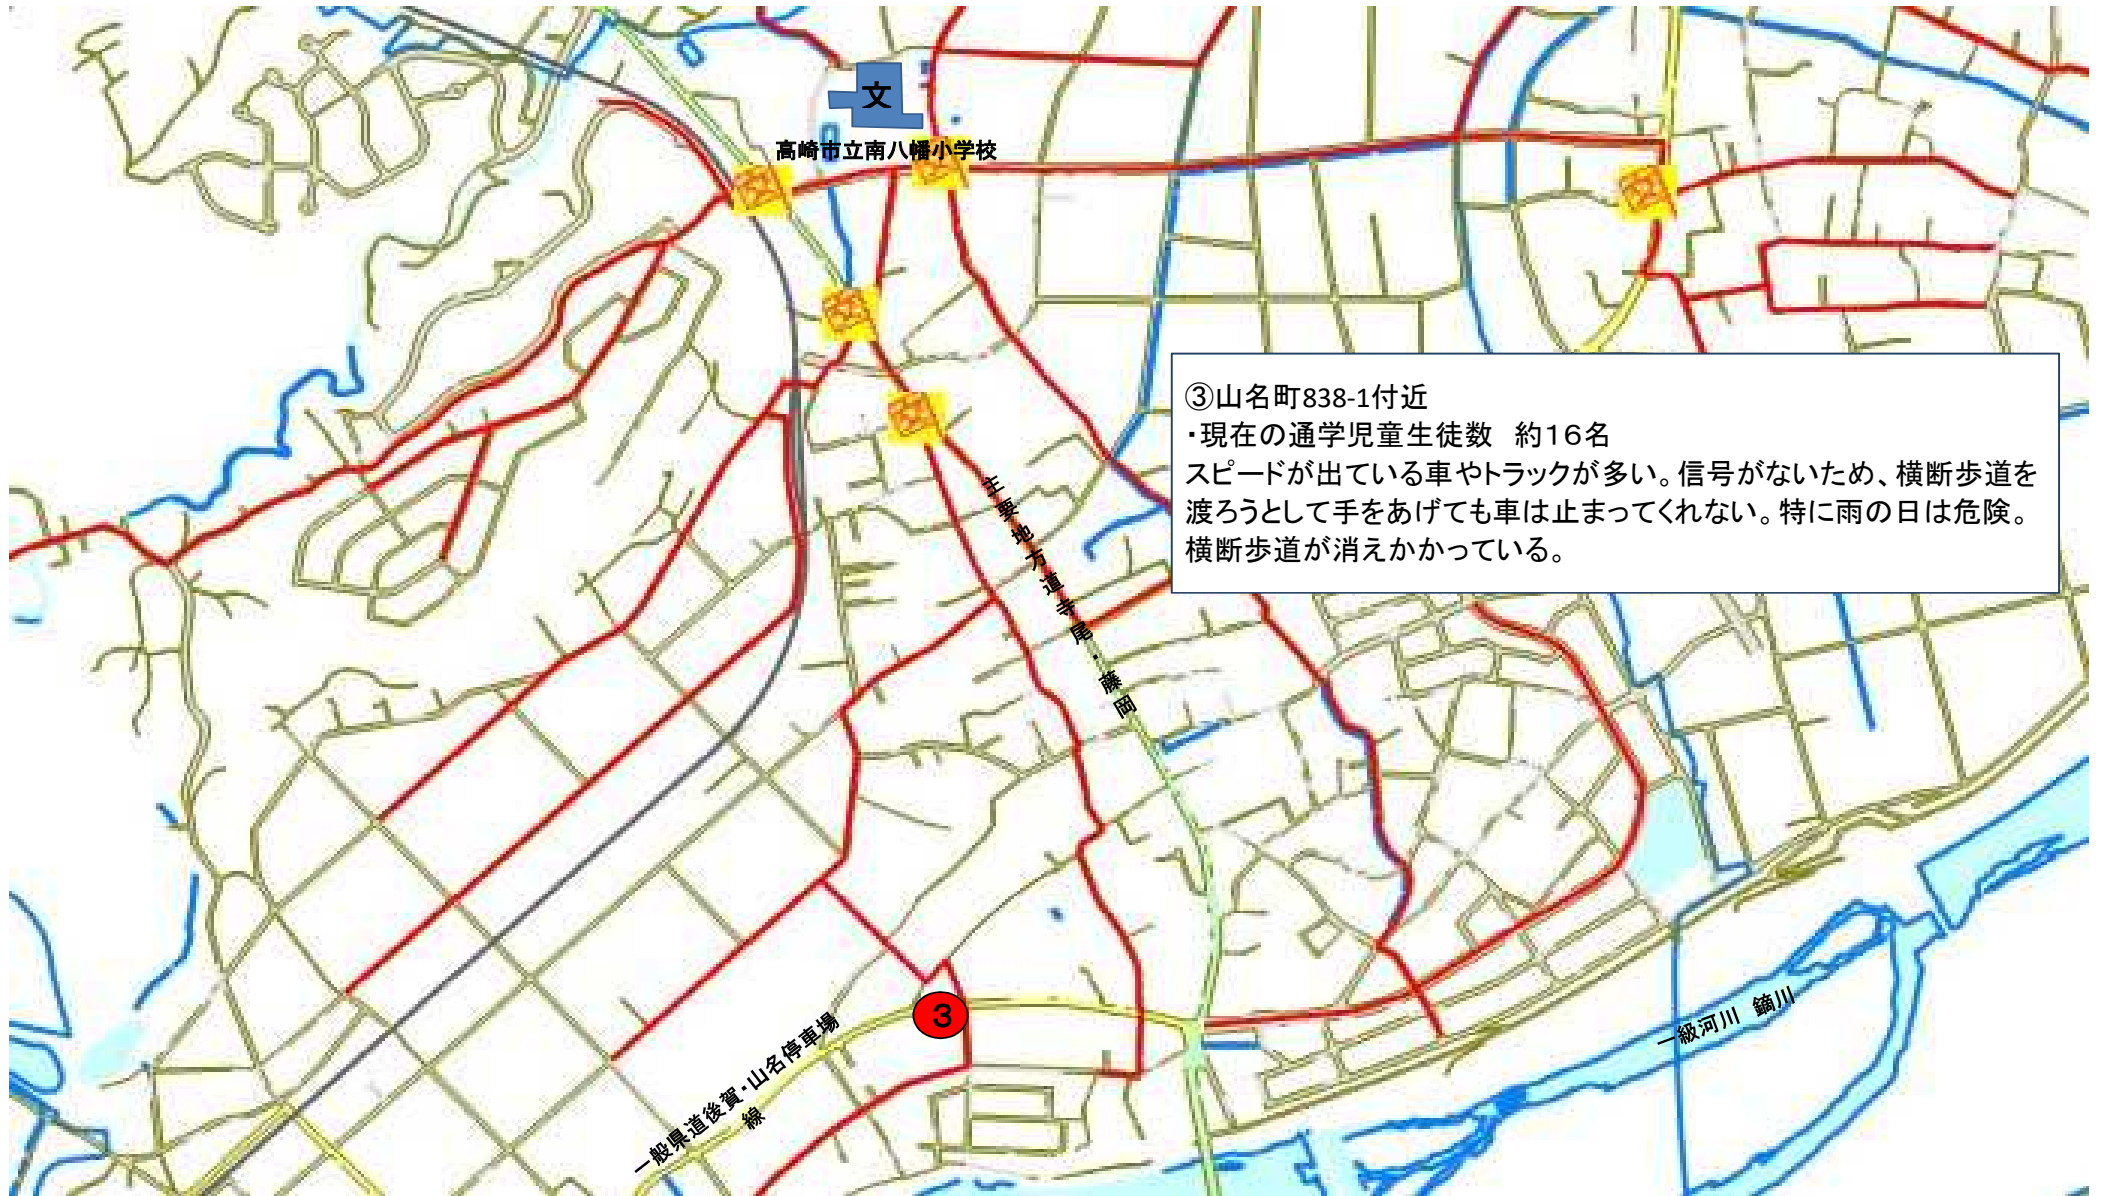 文
高崎市立南八幡小学校
③山名町838-1付近
・現在の通学児童生徒数　約１６名
スピードが出ている車やトラックが多い。信号がないため、横断歩道を
渡ろうとして手をあげても車は止まってくれない。特に雨の日は危険。
横断歩道が消えかかっている。
主要地方道寺尾・藤岡
3
一般県道後賀・山名停車場
線
一級河川　鏑川